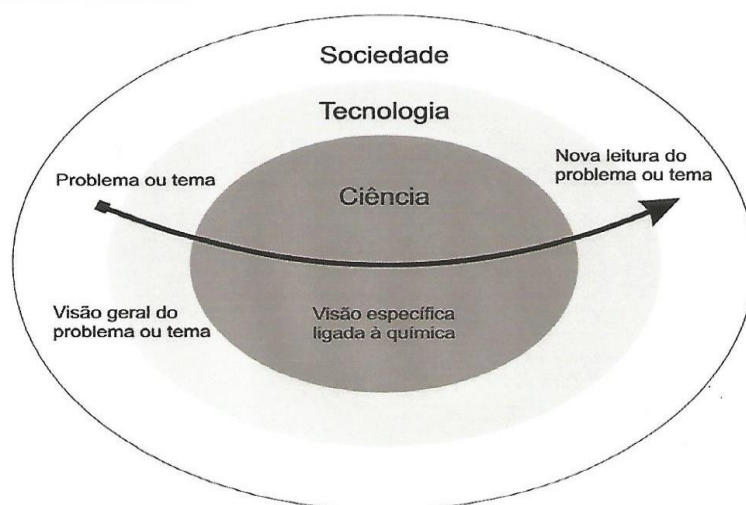 Sociedade
Tecnologia
Problema ou tema
Nova leitura do
problema ou tema
Ciência
Visão geral do
problema ou tema
Visão específica
ligada à química